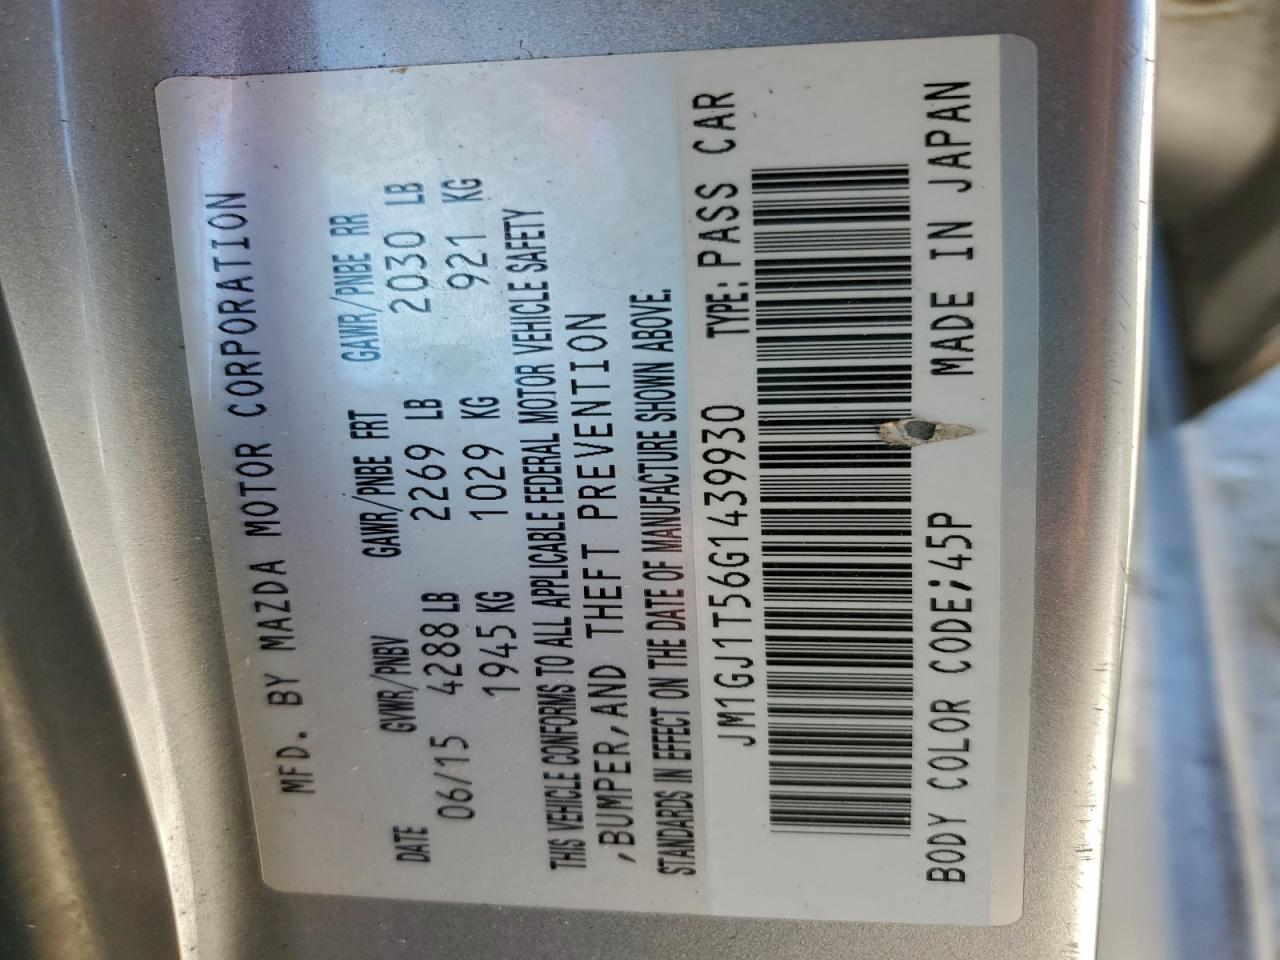 MFD. BY MAZDA MOTOR CORPORATION
DATE GVWR/PNBV GAWR/PNBE FRT GAWR/PNBE RR
06/15 4288 LB 2269 LB 2030 LB
1945 KG 1029 KG 921 KG
THIS VEHICLE CONFORMS TO ALL APPLICABLE FEDERAL MOTOR VEHICLE SAFETY
,BUMPER,AND THEFT PREVENTION
STANDARDS IN EFFECT ON THE DATE OF MANUFACTURE SHOWN ABOVE.
JM1GJ1T56G1439930 TYPE: PASS CAR
BODY COLOR CODE;45P MADE IN JAPAN